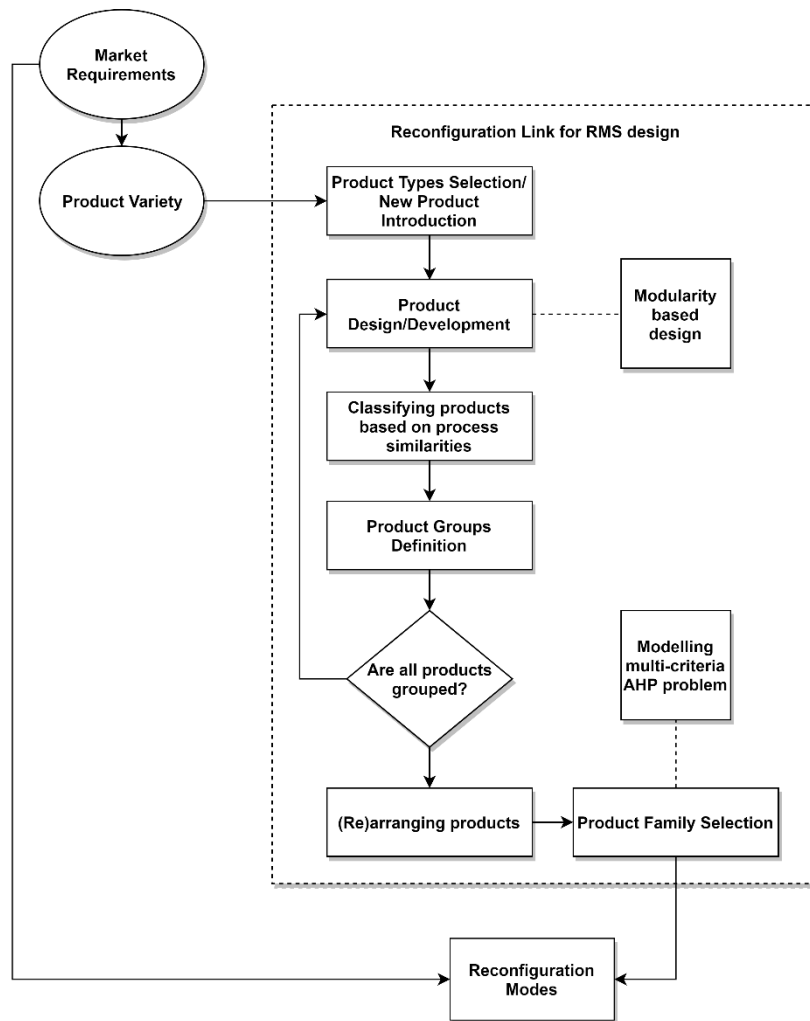 Market
Requirements
Product Variety
Reconfiguration Link for RMS design
Product Types Selection/
New Product
Introduction
Product
Design/Development
Modularity
based
design
Classifying products
based on process
similarities
Product Groups
Definition
Are all products
grouped?
Modelling
multi-criteria
AHP problem
(Re)arranging products
Product Family Selection
Reconfiguration
Modes